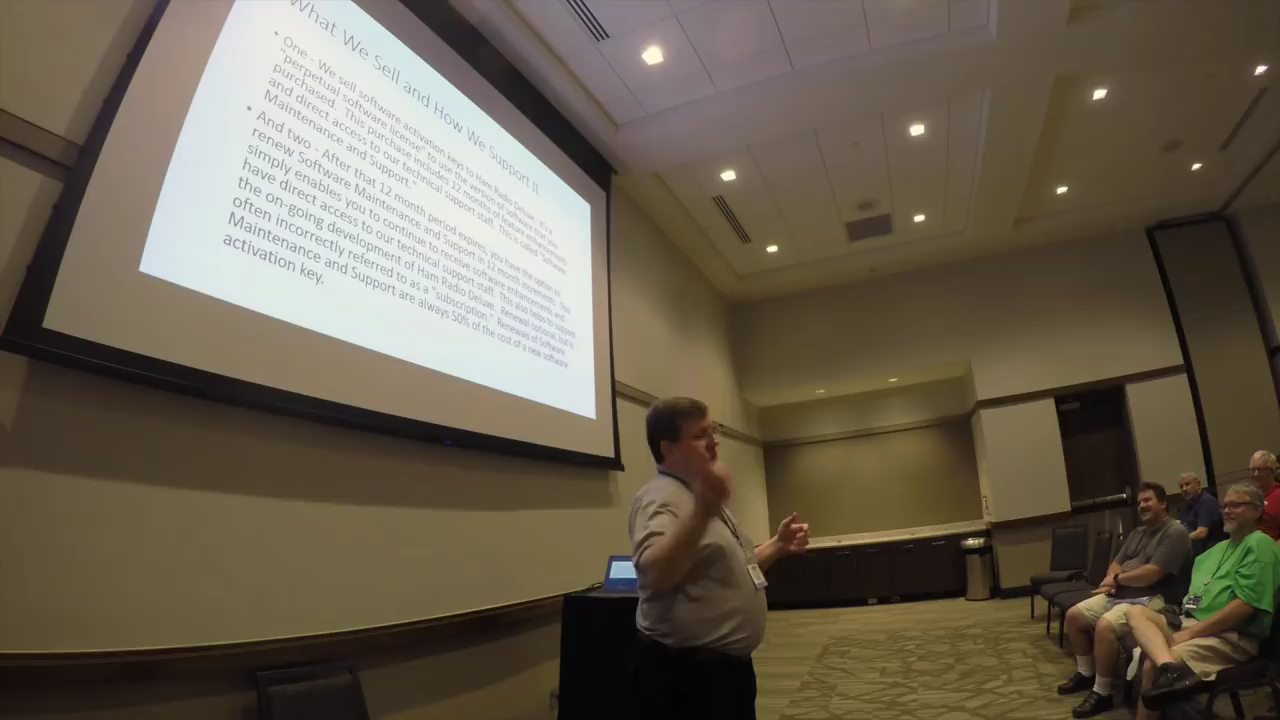 What We Sell and How We Support It
• One - We sell software activation keys to Ham Radio Deluxe. It's a
"perpetual software license" to use the version of software that you
purchased. This purchase includes 12 months of feature enhancements
and direct access to our technical support staff. This is called "Software
Maintenance and Support."
• And two - After that 12 month period expires, you have the option to
renew Software Maintenance and Support in 12 month increments. This
simply enables you to continue to receive software enhancements and
have direct access to our technical support staff. This also helps to support
the on-going development of Ham Radio Deluxe. Renewal optional, but is
often incorrectly referred to as a "subscription." Renewals of Software
Maintenance and Support are always 50% of the cost of a new software
activation key.